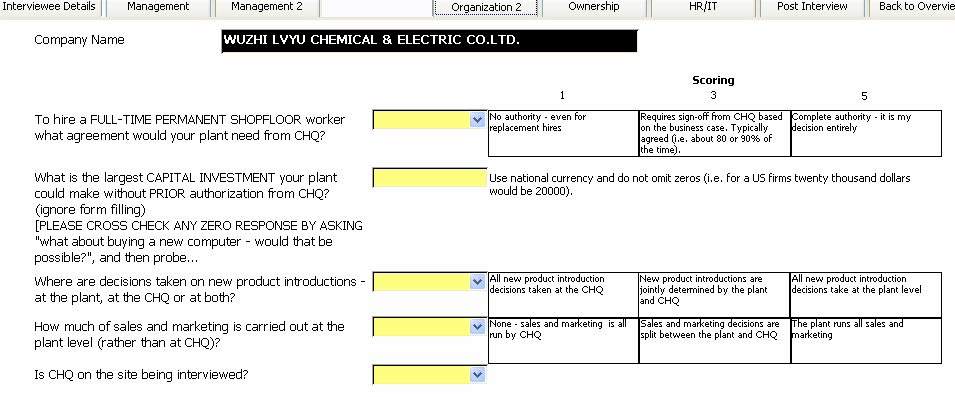 Interviewee Details Management Management 2 Organization 2 Ownership HR/IT Post Interview Back to Overvie
Company Name WUZHI LVYU CHEMICAL & ELECTRIC CO.LTD.
Scoring
1 3 5
To hire a FULL-TIME PERMANENT SHOPFLOOR worker
what agreement would your plant need from CHQ?
No authority - even for
replacement hires
Requires sign-off from CHQ based
on the business case. Typically
agreed (i.e. about 80 or 90% of
the time).
Complete authority - it is my
decision entirely
What is the largest CAPITAL INVESTMENT your plant
could make without PRIOR authorization from CHQ?
(ignore form filling)
[PLEASE CROSS CHECK ANY ZERO RESPONSE BY ASKING
"what about buying a new computer - would that be
possible?", and then probe...
Use national currency and do not omit zeros (i.e. for a US firms twenty thousand dollars
would be 20000).
Where are decisions taken on new product introductions -
at the plant, at the CHQ or at both?
All new product introduction
decisions taken at the CHQ
New product introductions are
jointly determined by the plant
and CHQ
All new product introduction
decisions take at the plant level
How much of sales and marketing is carried out at the
plant level (rather than at CHQ)?
None - sales and marketing is all
run by CHQ
Sales and marketing decisions are
split between the plant and CHQ
The plant runs all sales and
marketing
Is CHQ on the site being interviewed?